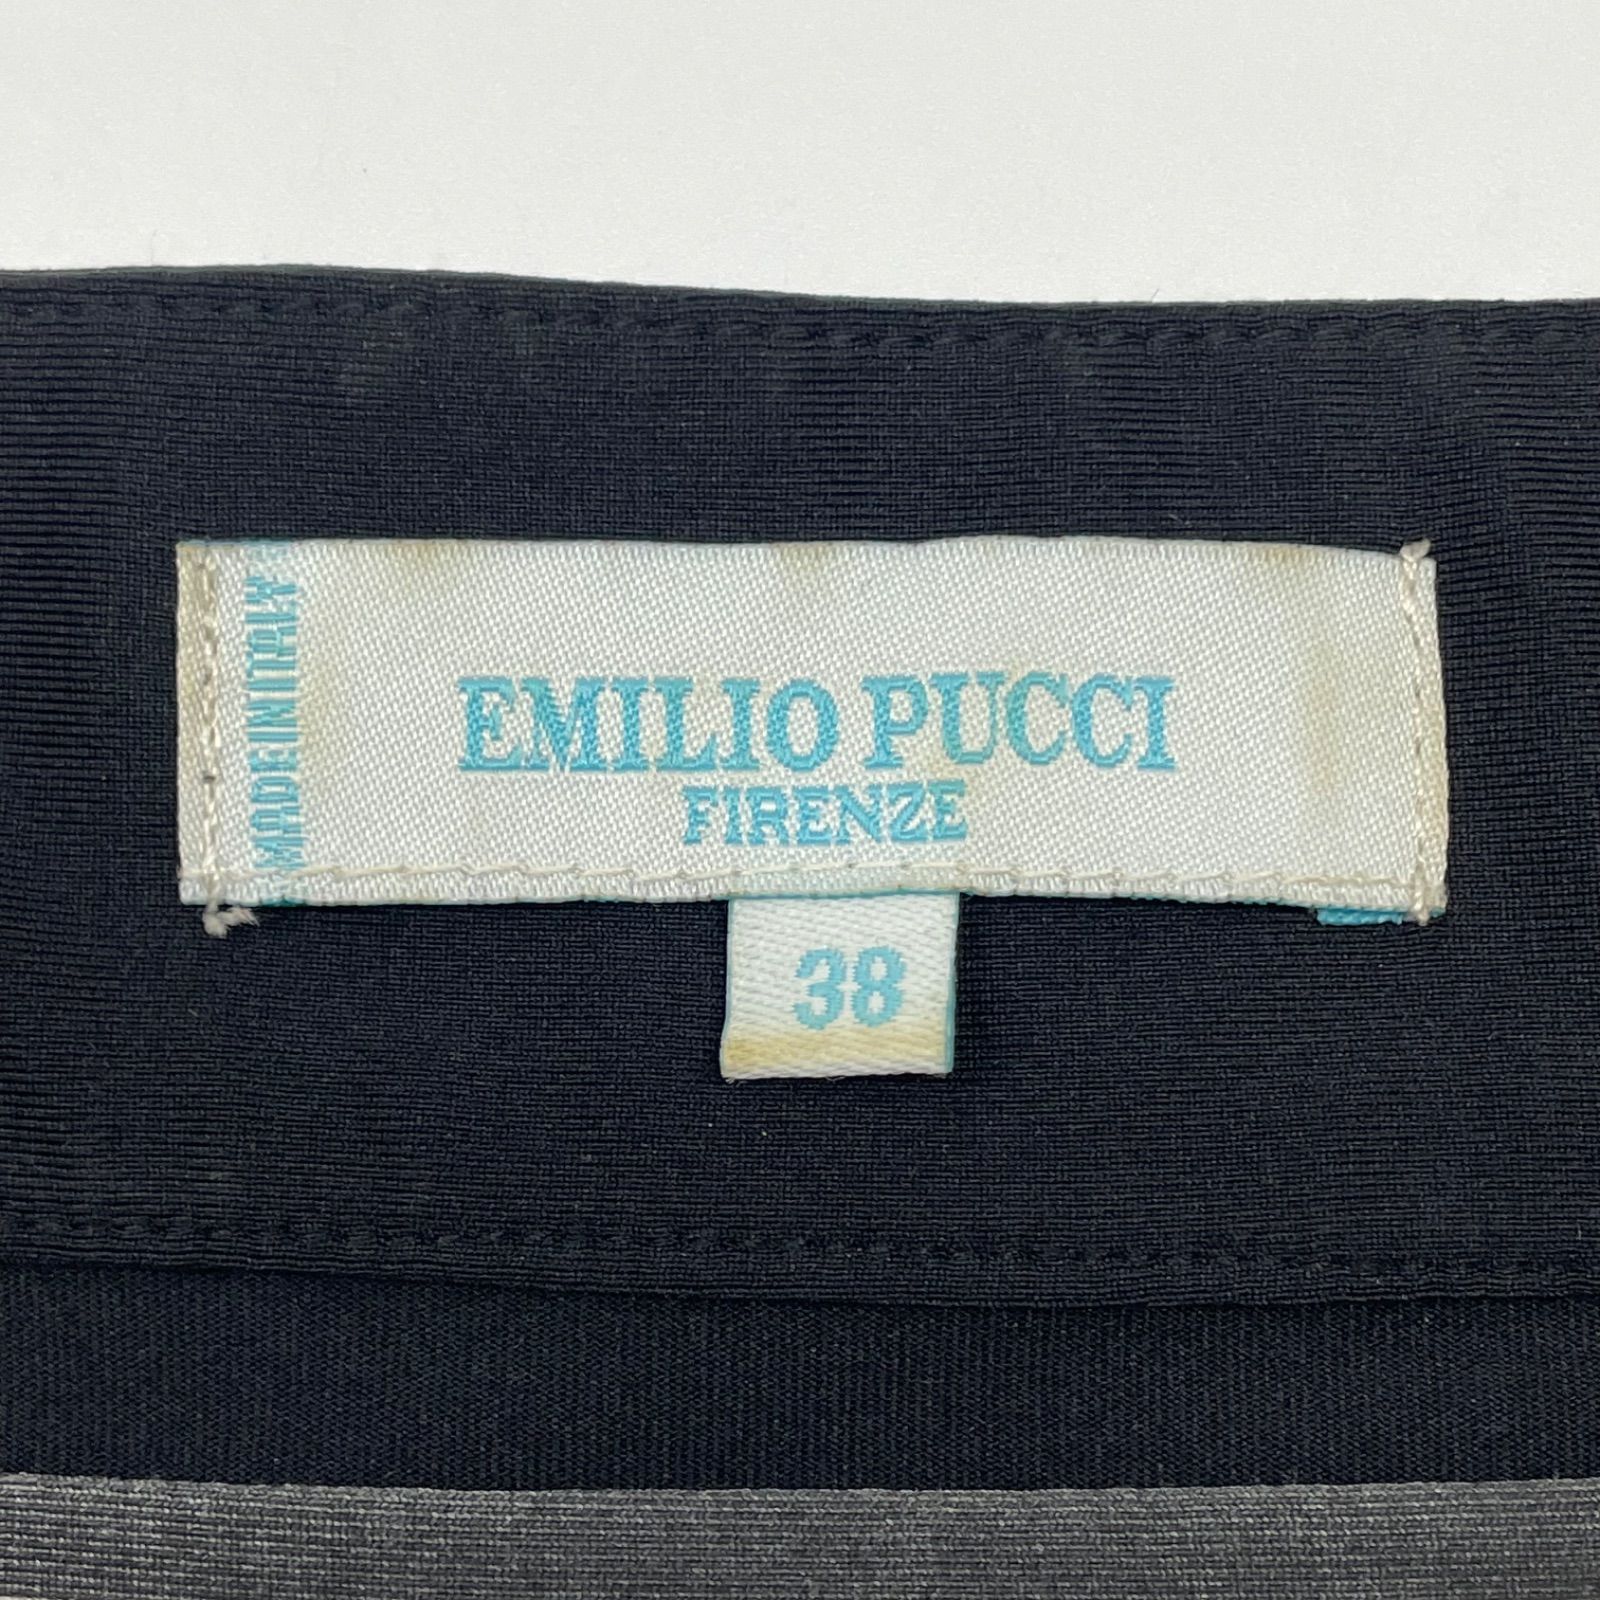 MADE IN ITALY
EMILIO PUCCI
FIRENZE
38